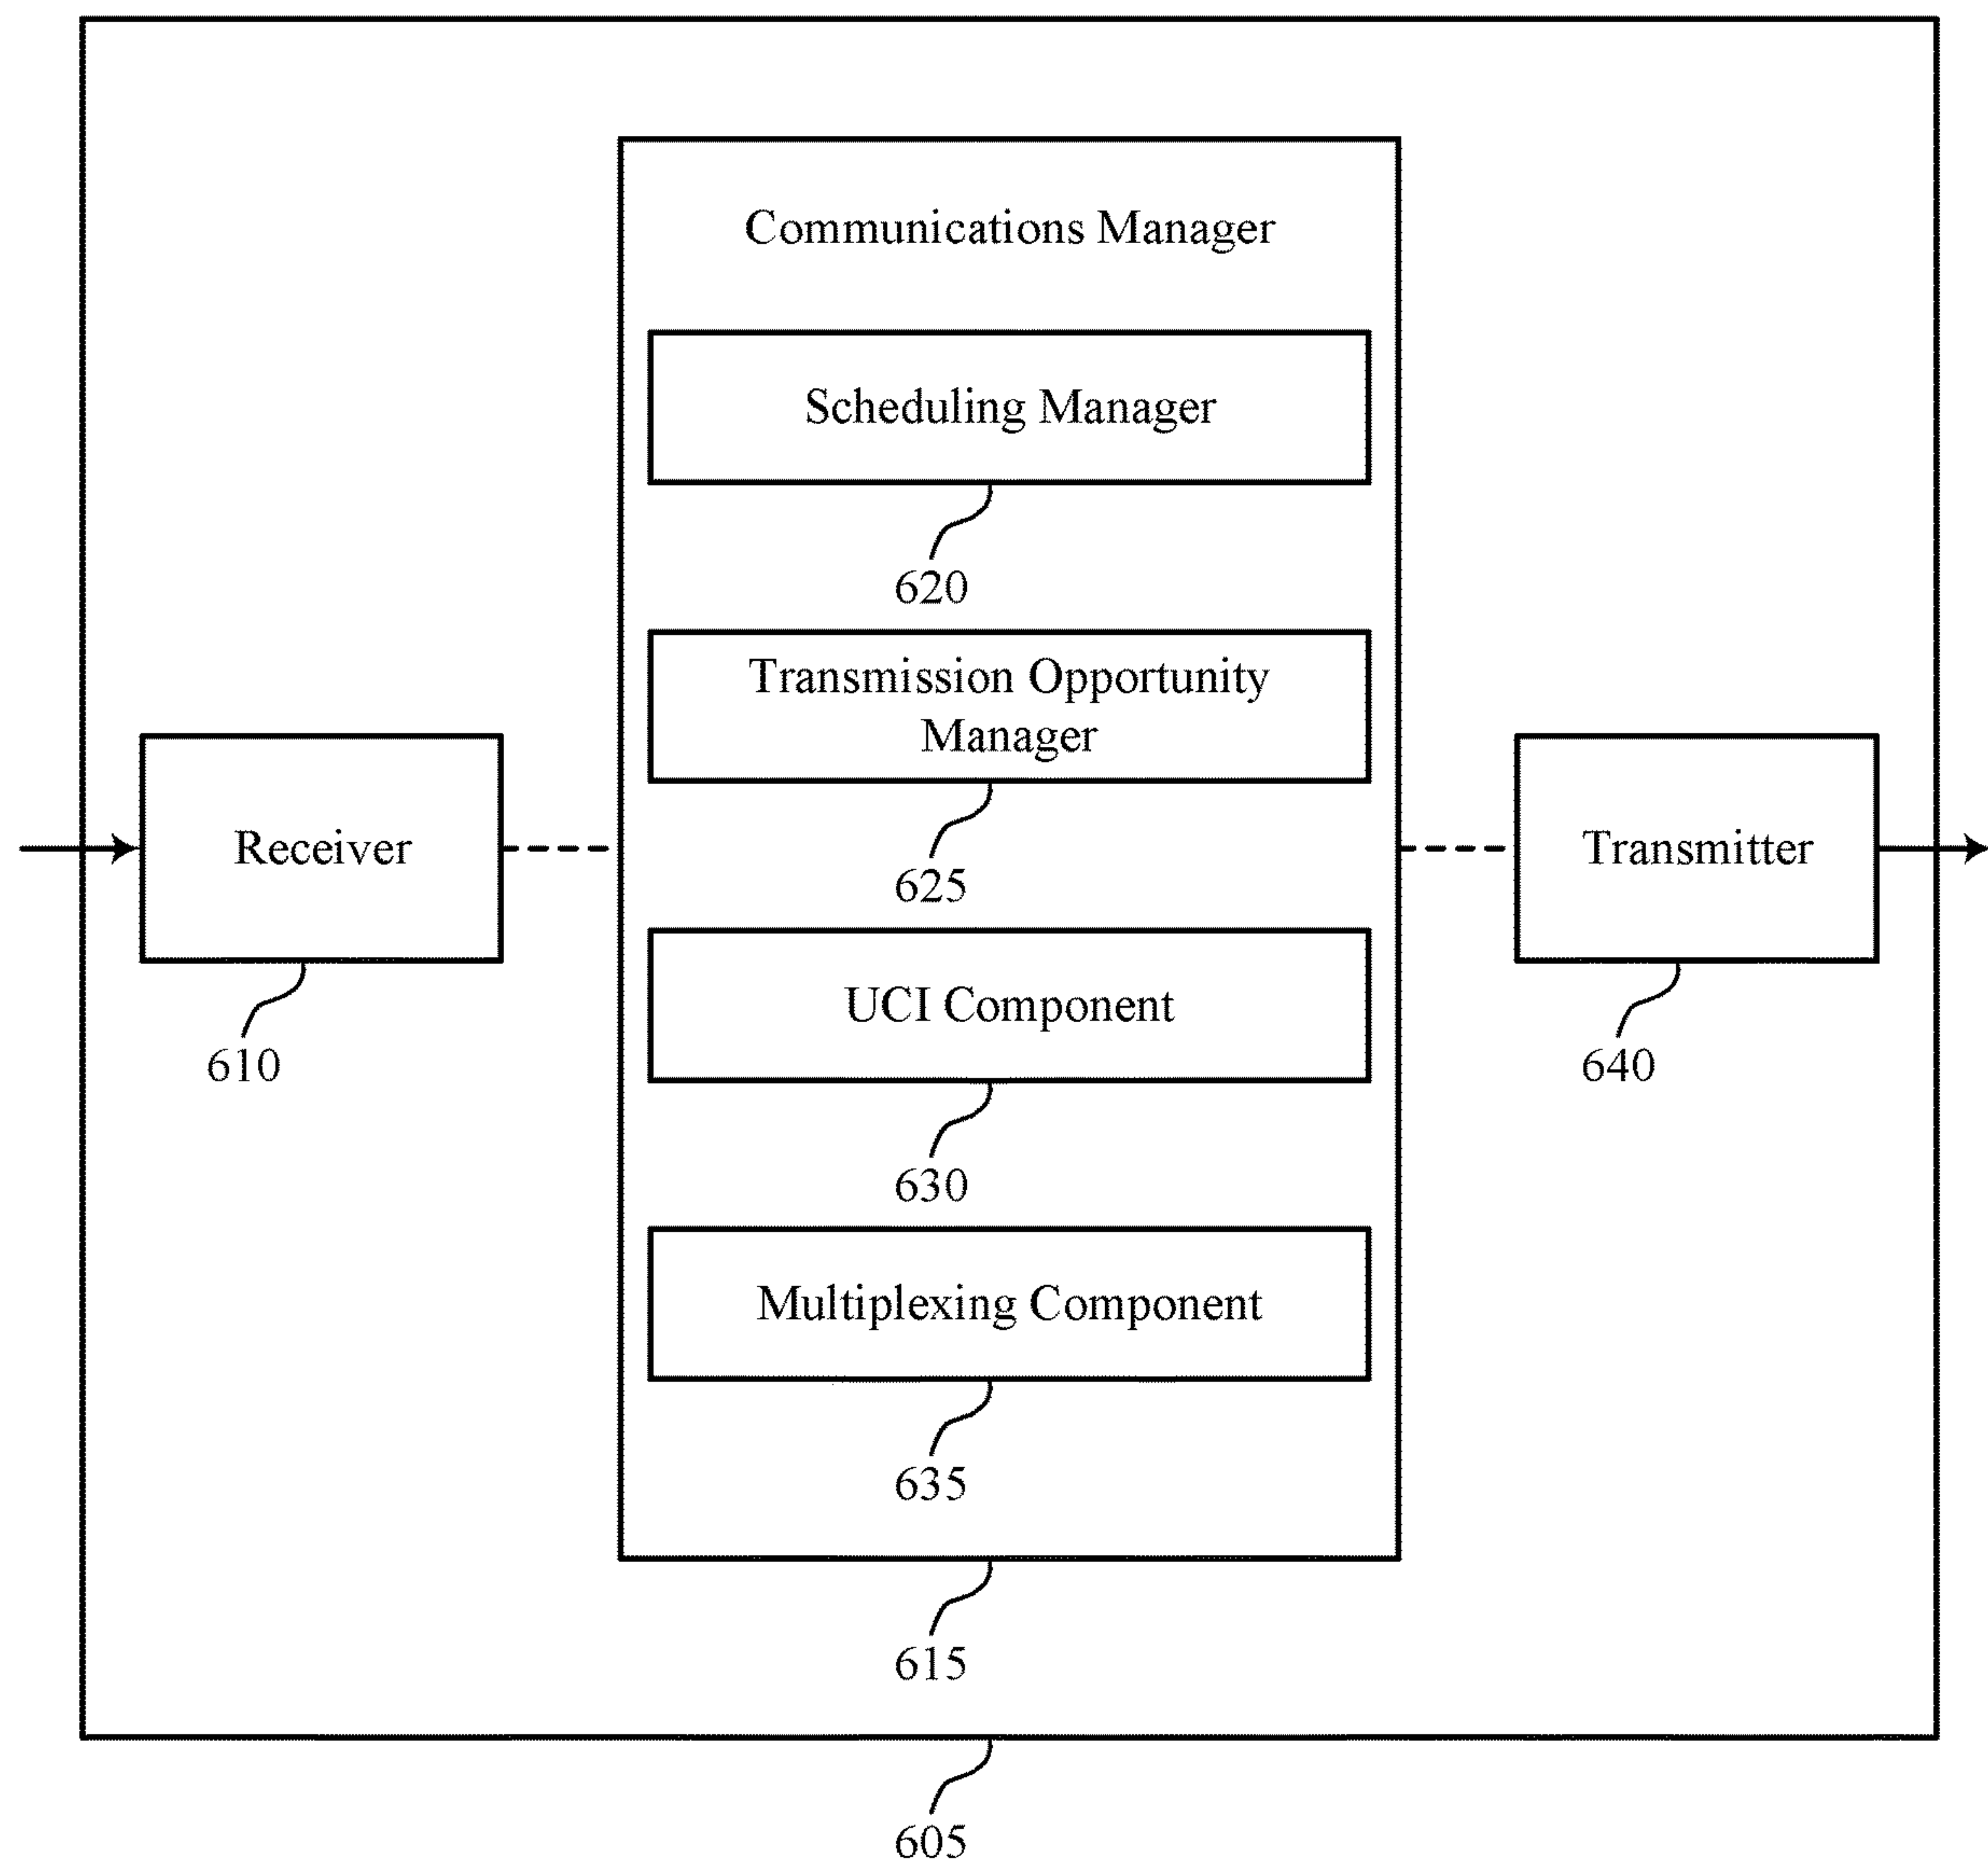 Communications Manager
Scheduling Manager
620
Transmission Opportunity
Manager
625
Receiver
610
Transmitter
640
UCI Component
630
Multiplexing Component
635
615
605